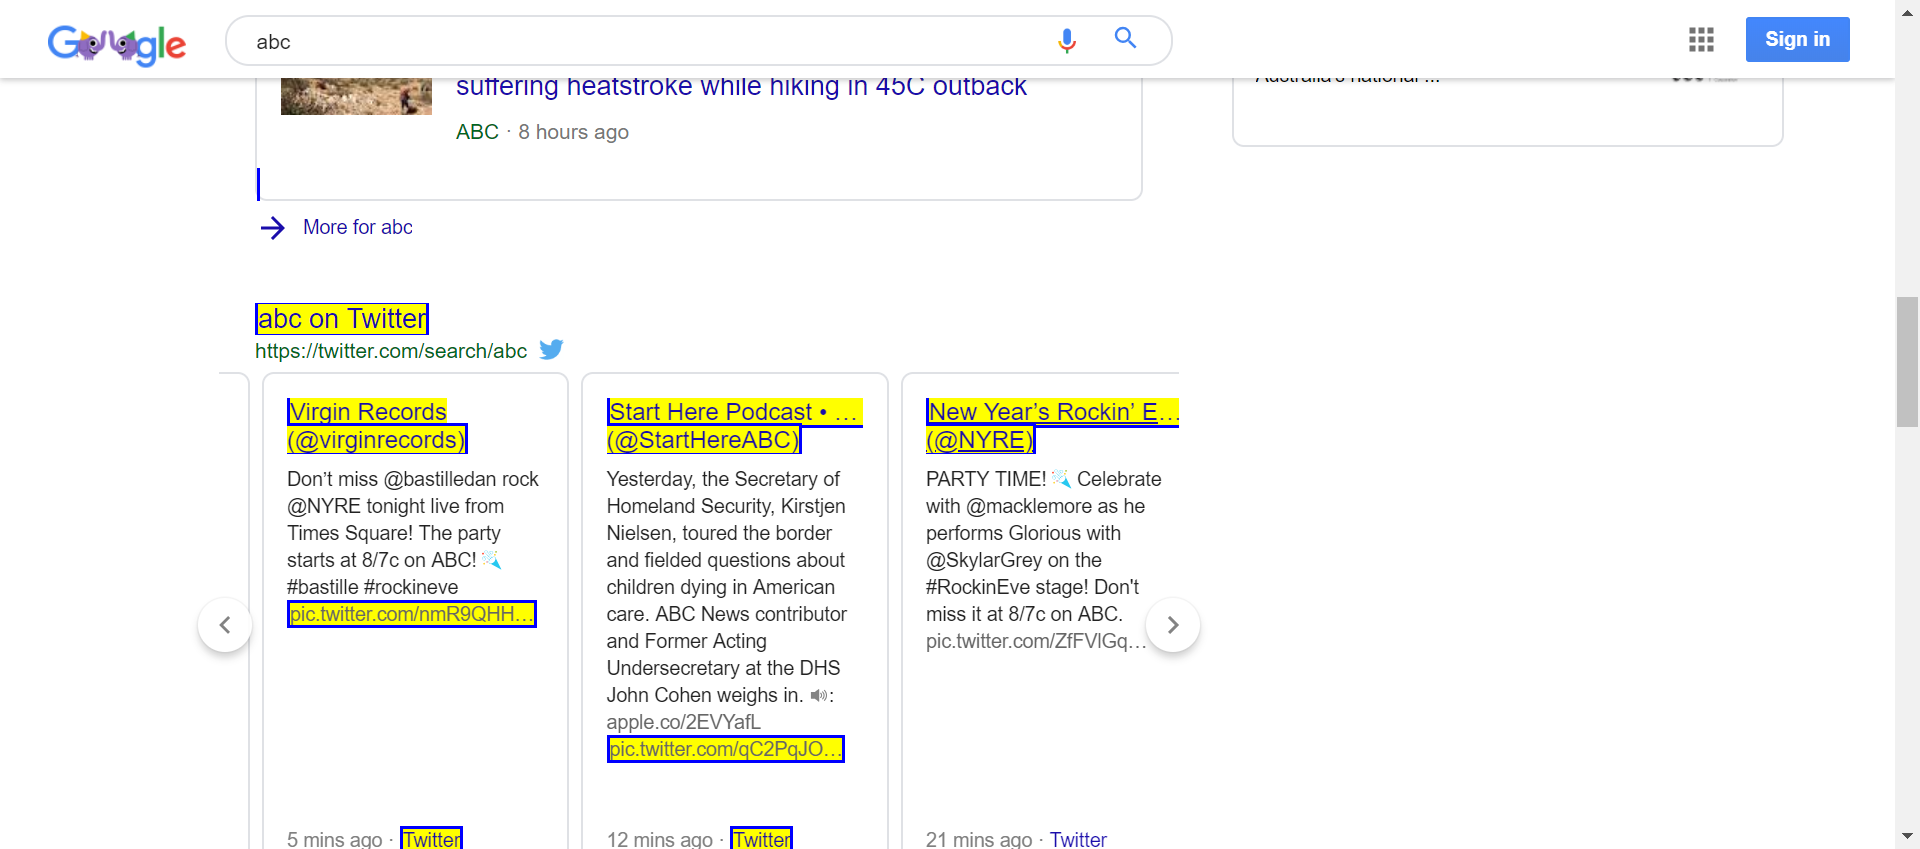 Google
abc
Sign in
suffering heatstroke while hiking in 45C outback
ABC · 8 hours ago
Australia's national ...
More for abc
abc on Twitter
https://twitter.com/search/abc
Virgin Records
(@virginrecords)
Don’t miss @bastilledan rock
@NYRE tonight live from
Times Square! The party
starts at 8/7c on ABC!
#bastille #rockineve
pic.twitter.com/nmR9QHH…
5 mins ago · Twitter
Start Here Podcast • …
(@StartHereABC)
Yesterday, the Secretary of
Homeland Security, Kirstjen
Nielsen, toured the border
and fielded questions about
children dying in American
care. ABC News contributor
and Former Acting
Undersecretary at the DHS
John Cohen weighs in. 🔊:
apple.co/2EVYafL
pic.twitter.com/qC2PqJO…
12 mins ago · Twitter
New Year’s Rockin’ E…
(@NYRE)
PARTY TIME! Celebrate
with @macklemore as he
performs Glorious with
@SkylarGrey on the
#RockinEve stage! Don't
miss it at 8/7c on ABC.
pic.twitter.com/ZfFVlGq…
21 mins ago · Twitter